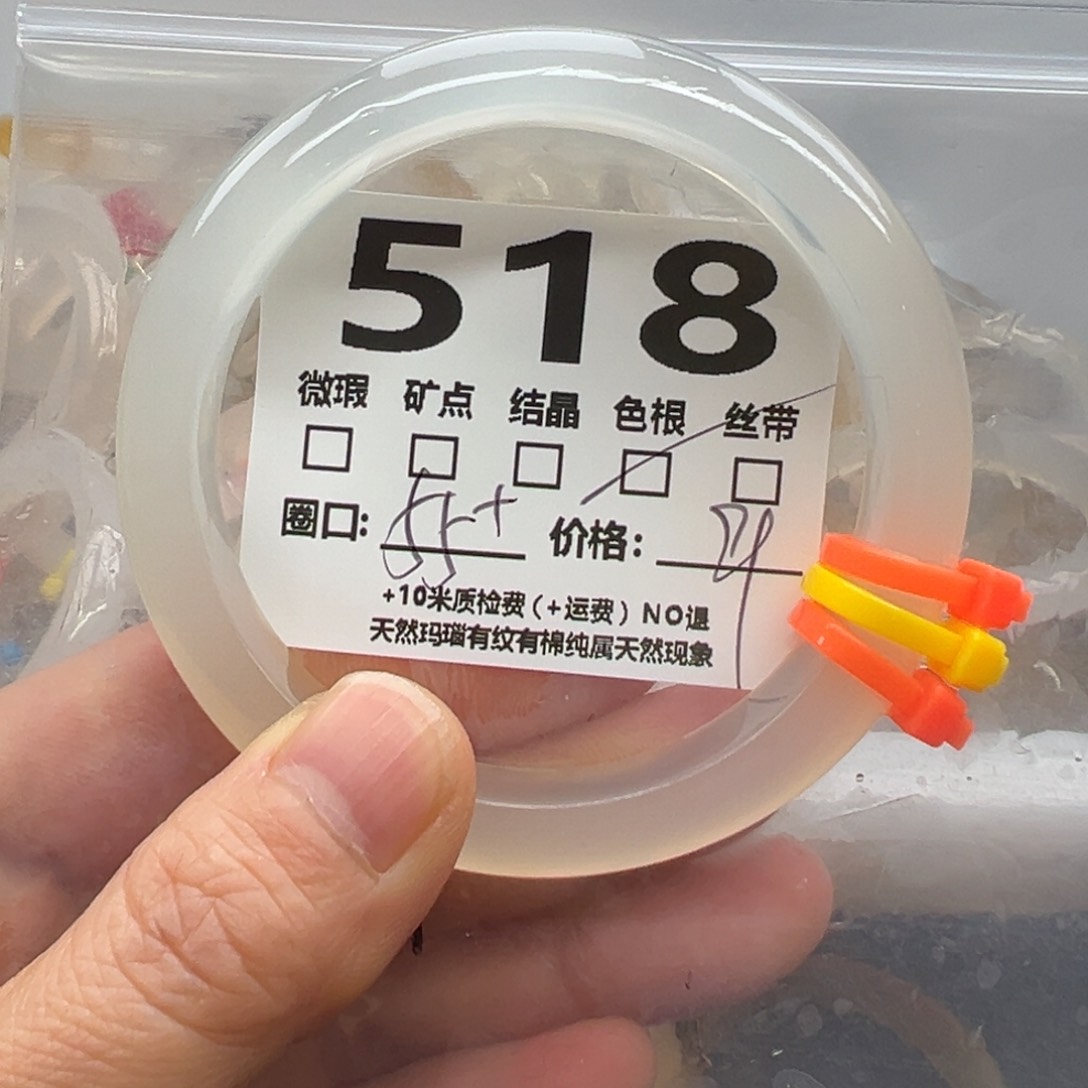 518
微瑕 矿点 结晶 色根 丝带
圈口: 55+ 价格:
+10米质检费(+运费)NO退
天然玛瑙有纹有棉纯属天然现象